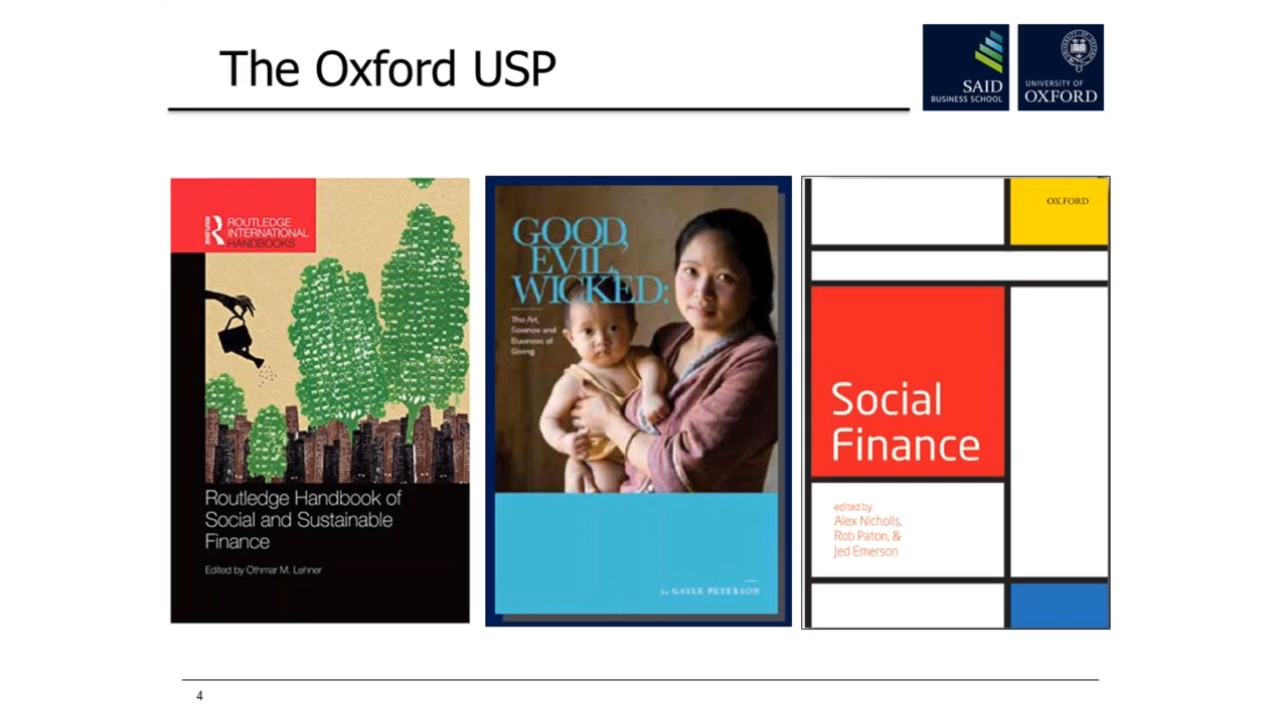 The Oxford USP
SAID
BUSINESS SCHOOL
UNIVERSITY OF
OXFORD
ROUTLEDGE
ROUTLEDGE
INTERNATIONAL
HANDBOOKS
Routledge Handbook of
Social and Sustainable
Finance
Edited by Othmar M. Lehner
GOOD,
EVIL,
WICKED:
The Art,
Science and
Business of
Giving
by GAYLE PETERSON
OXFORD
Social
Finance
edited by
Alex Nicholls,
Rob Paton, &
Jed Emerson
4